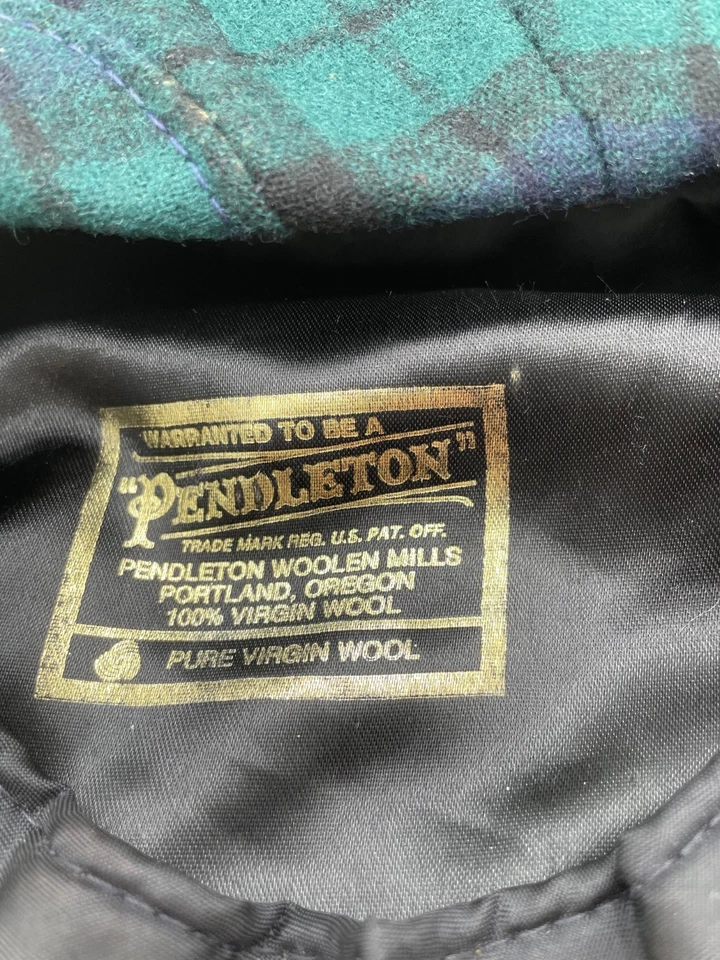 WARRANTED TO BE A
"PENDLETON"
TRADE MARK REG. U.S. PAT. OFF.
PENDLETON WOOLEN MILLS
PORTLAND, OREGON
100% VIRGIN WOOL
PURE VIRGIN WOOL